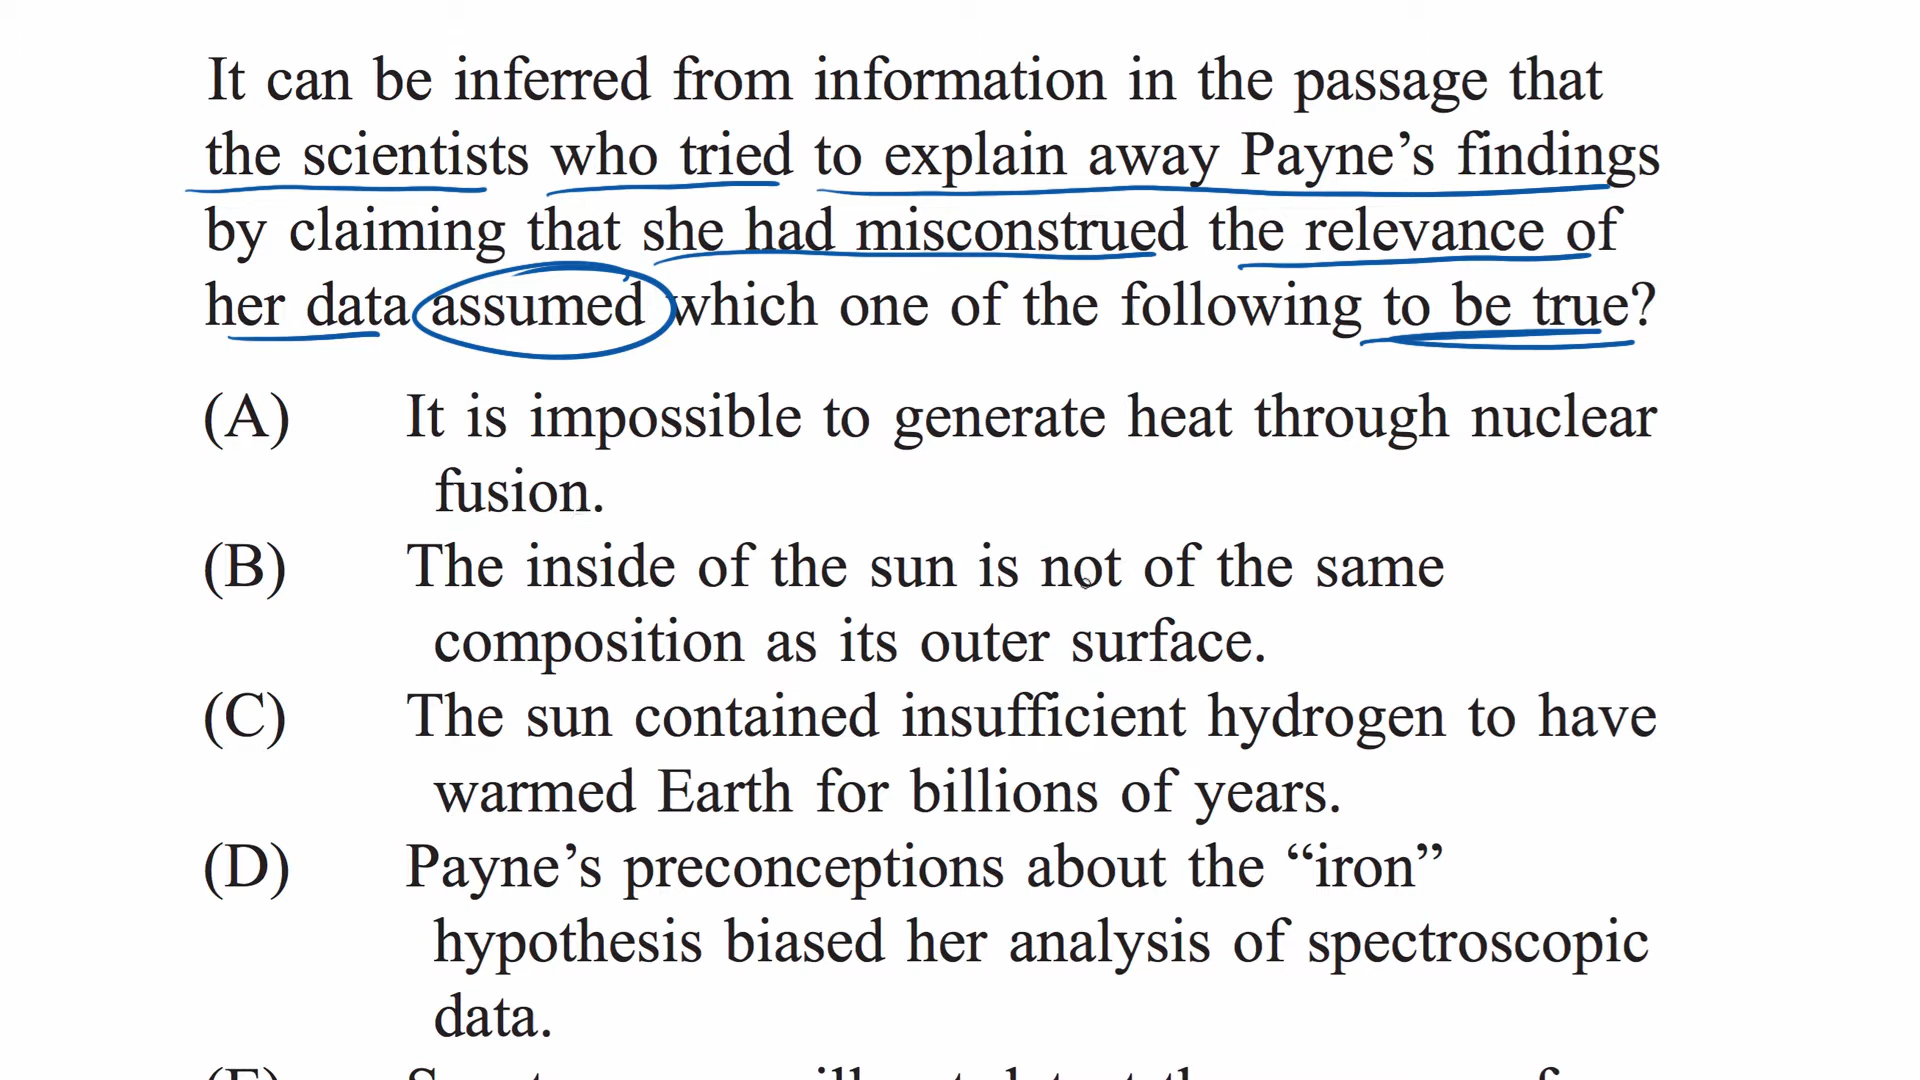 It can be inferred from information in the passage that
the scientists who tried to explain away Payne’s findings
by claiming that she had misconstrued the relevance of
her data assumed which one of the following to be true?
(A) It is impossible to generate heat through nuclear
fusion.
(B) The inside of the sun is not of the same
composition as its outer surface.
(C) The sun contained insufficient hydrogen to have
warmed Earth for billions of years.
(D) Payne’s preconceptions about the “iron”
hypothesis biased her analysis of spectroscopic
data.
(E)